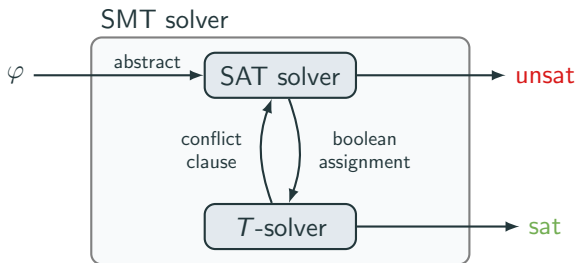 SMT solver
φ
abstract
SAT solver
unsat
conflict
clause
boolean
assignment
T-solver
sat